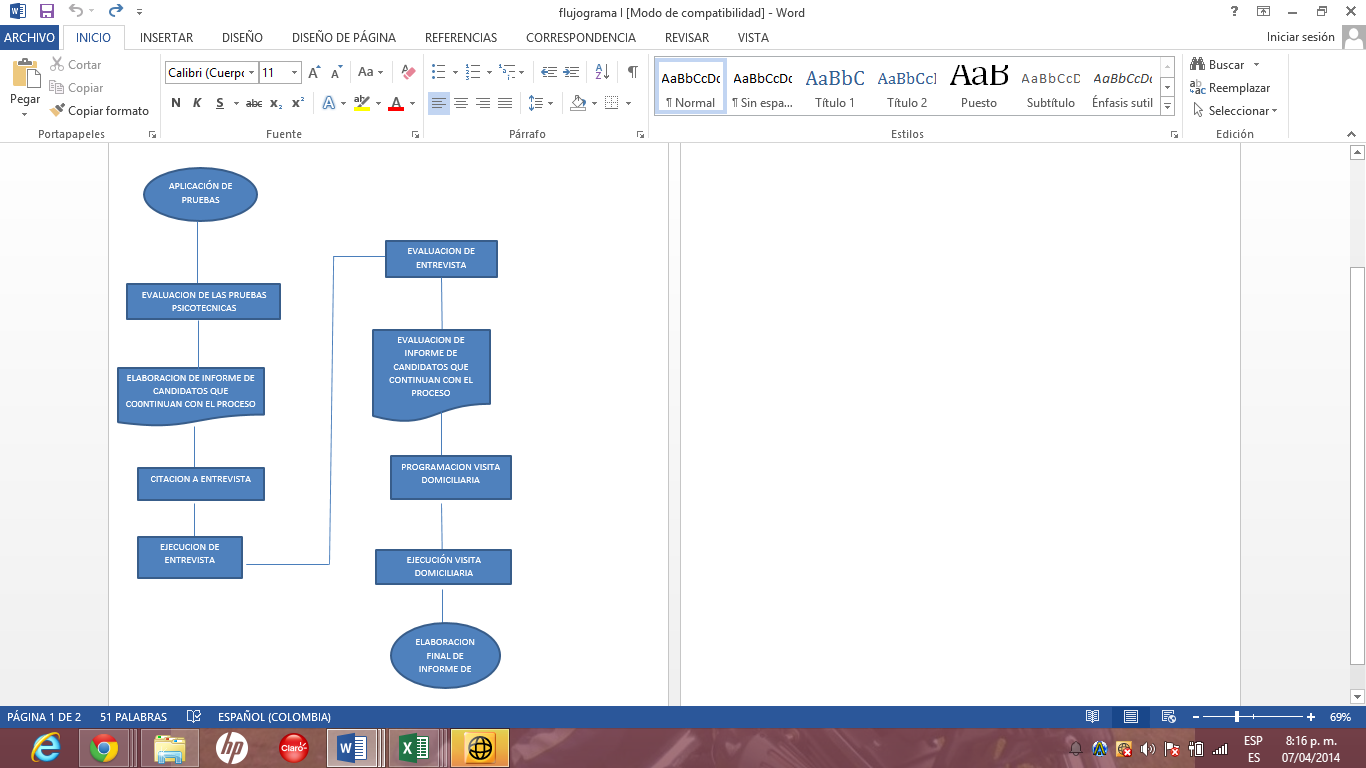 flujograma l [Modo de compatibilidad] - Word
?
ARCHIVO INICIO INSERTAR DISEÑO DISEÑO DE PÁGINA REFERENCIAS CORRESPONDENCIA REVISAR VISTA
Iniciar sesión
Pegar
Cortar
Copiar
Copiar formato
Portapapeles
Calibri (Cuerpo 11
N K S abc x₂ x²
Fuente
Párrafo
AaBbCcDc AaBbCcDc AaBbC AaBbCcI AaB AaBbCcD AaBbCcDc
¶ Normal ¶ Sin espa... Título 1 Título 2 Puesto Subtítulo Énfasis sutil
Estilos
Buscar
Reemplazar
Seleccionar
Edición
APLICACIÓN DE
PRUEBAS
EVALUACION DE LAS PRUEBAS
PSICOTECNICAS
ELABORACION DE INFORME DE
CANDIDATOS QUE
CO0NTINUAN CON EL PROCESO
CITACION A ENTREVISTA
EJECUCION DE
ENTREVISTA
EVALUACION DE
ENTREVISTA
EVALUACION DE
INFORME DE
CANDIDATOS QUE
CONTINUAN CON EL
PROCESO
PROGRAMACION VISITA
DOMICILIARIA
EJECUCIÓN VISITA
DOMICILIARIA
ELABORACION
FINAL DE
INFORME DE
PÁGINA 1 DE 2 51 PALABRAS ESPAÑOL (COLOMBIA)
69%
hp
Claro
ESP
ES
8:16 p. m.
07/04/2014